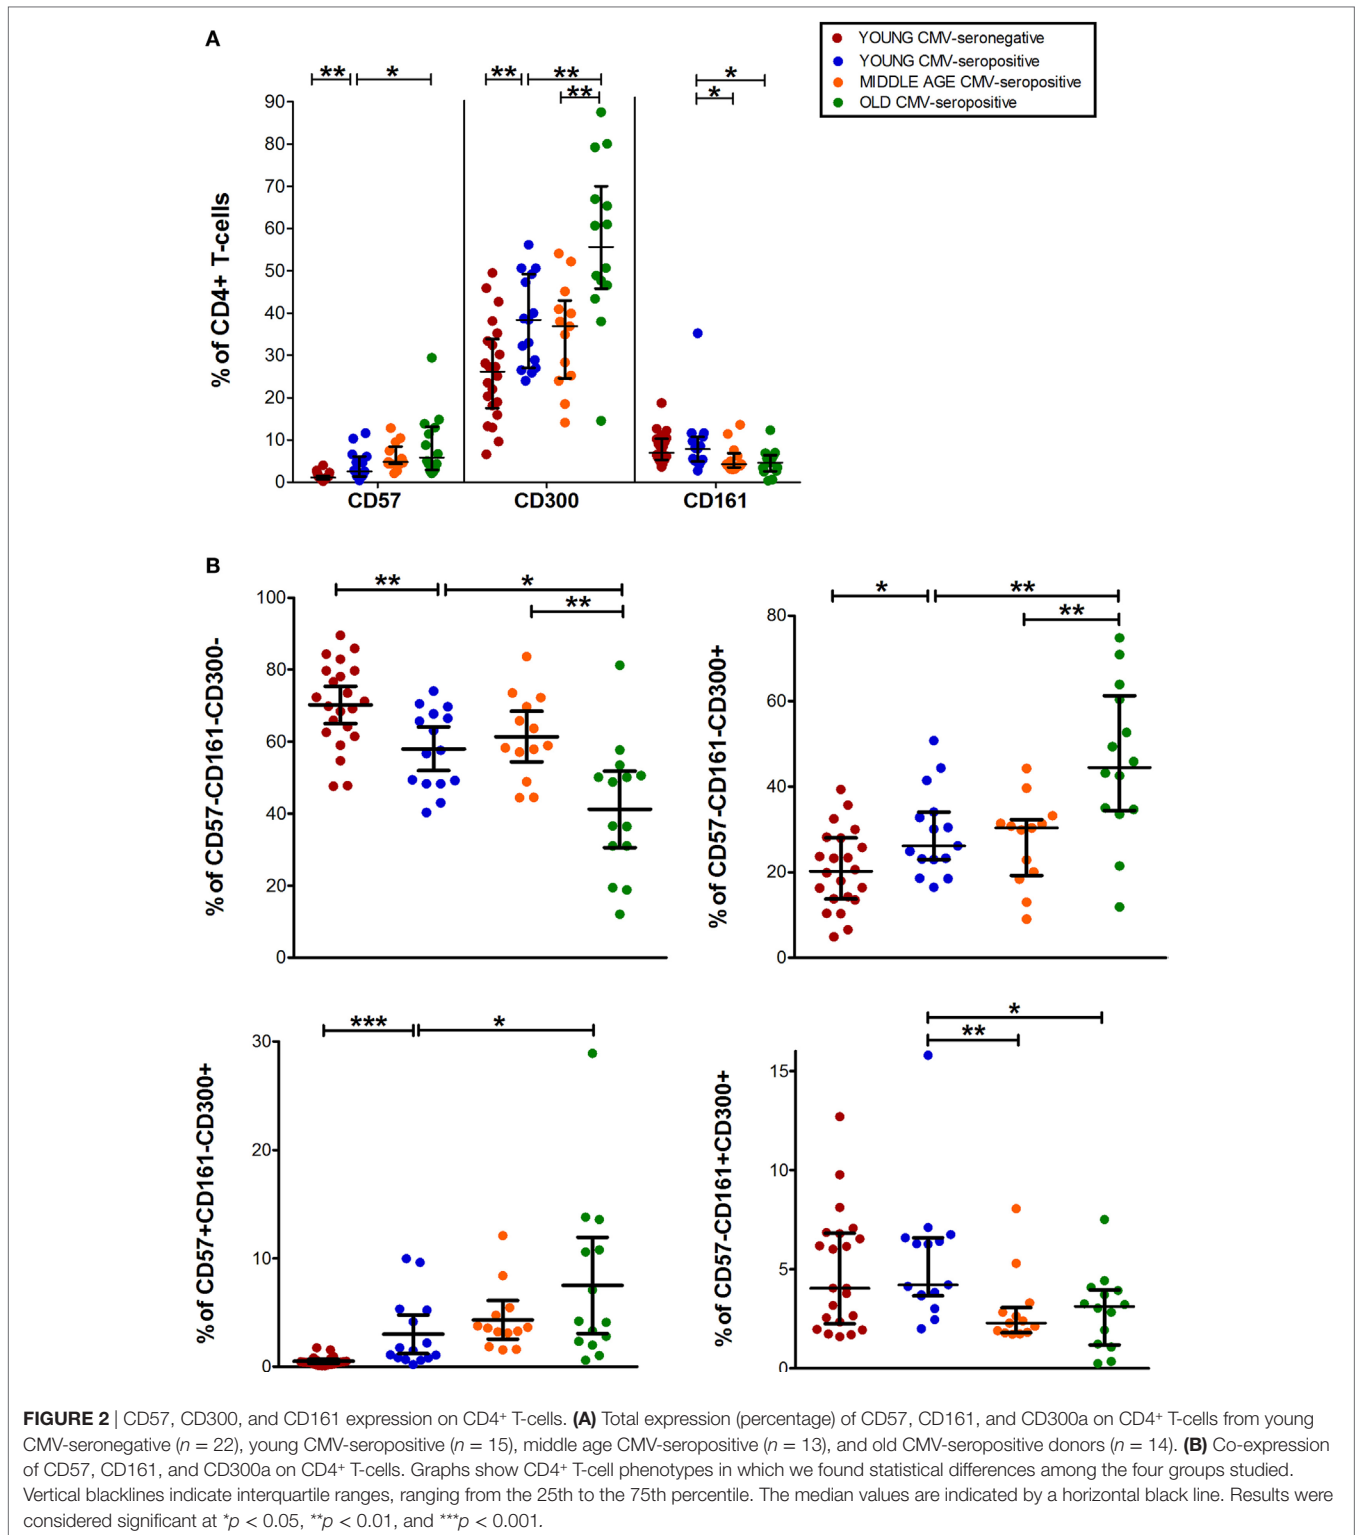 A
YOUNG CMV-seronegative
YOUNG CMV-seropositive
MIDDLE AGE CMV-seropositive
OLD CMV-seropositive
** * ** ** ** * *
% of CD4+ T-cells
90
80
70
60
50
40
30
20
10
0
CD57 CD300 CD161
B
** * **
% of CD57-CD161-CD300-
100
80
60
40
20
0
* ** **
% of CD57-CD161-CD300+
80
60
40
20
0
*** *
% of CD57+CD161-CD300+
30
20
10
0
* **
% of CD57-CD161+CD300+
15
10
5
0
FIGURE 2 | CD57, CD300, and CD161 expression on CD4⁺ T-cells. (A) Total expression (percentage) of CD57, CD161, and CD300a on CD4⁺ T-cells from young
CMV-seronegative (n = 22), young CMV-seropositive (n = 15), middle age CMV-seropositive (n = 13), and old CMV-seropositive donors (n = 14). (B) Co-expression
of CD57, CD161, and CD300a on CD4⁺ T-cells. Graphs show CD4⁺ T-cell phenotypes in which we found statistical differences among the four groups studied.
Vertical blacklines indicate interquartile ranges, ranging from the 25th to the 75th percentile. The median values are indicated by a horizontal black line. Results were
considered significant at *p < 0.05, **p < 0.01, and ***p < 0.001.